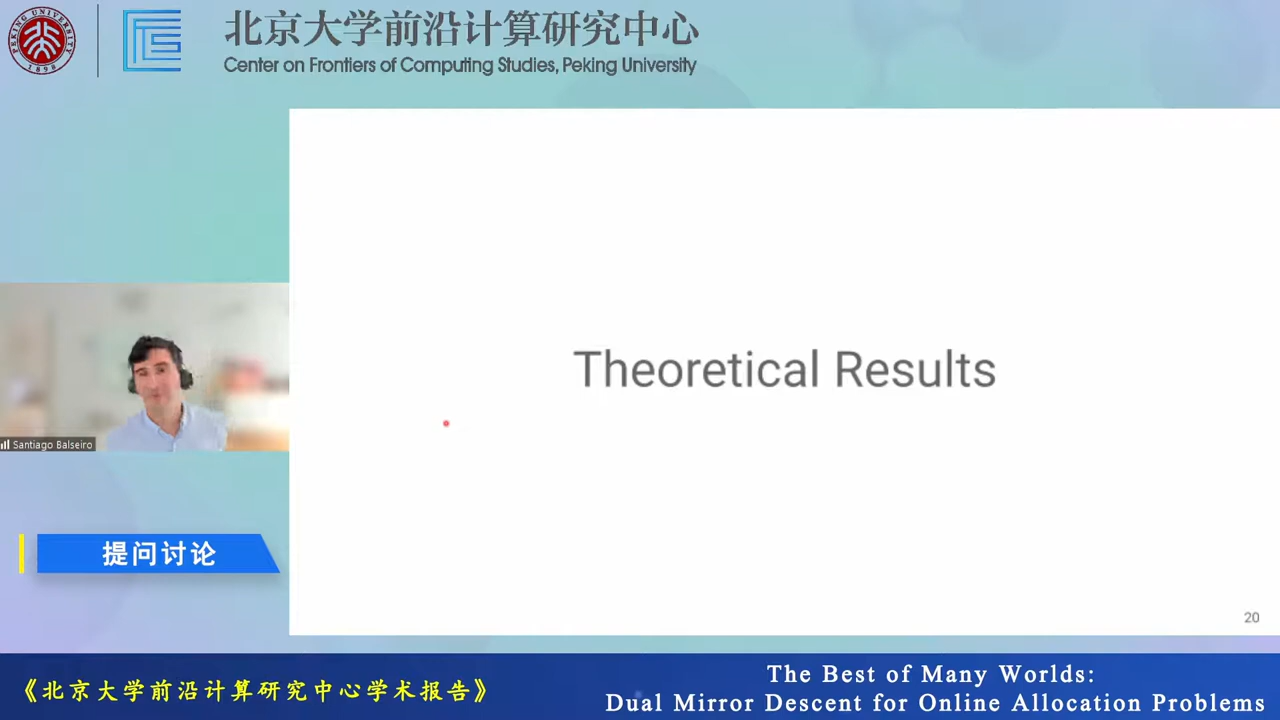 PEKING UNIVERSITY
1898
北京大学前沿计算研究中心
Center on Frontiers of Computing Studies, Peking University
Theoretical Results
Santiago Balseiro
提问讨论
20
《北京大学前沿计算研究中心学术报告》
The Best of Many Worlds:
Dual Mirror Descent for Online Allocation Problems